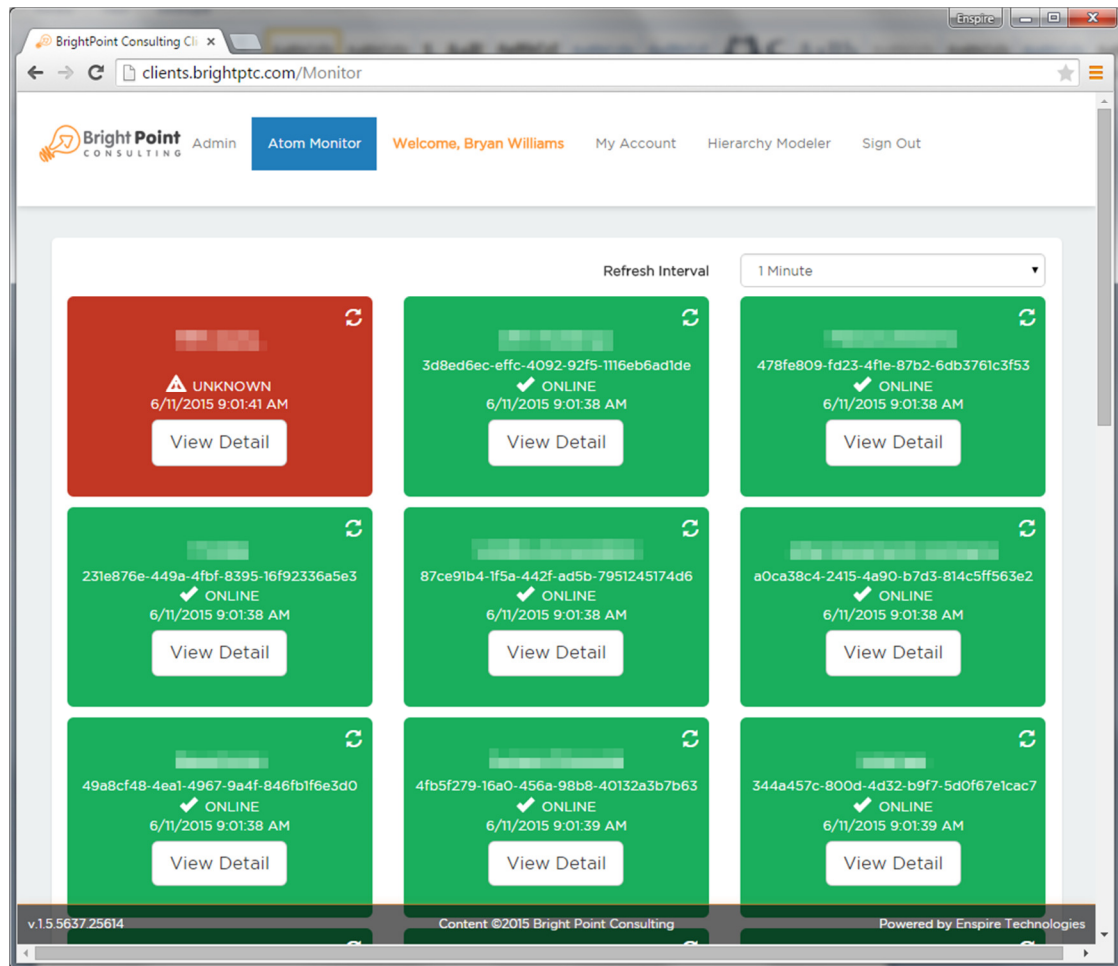 Enspire
BrightPoint Consulting Cli
clients.brightptc.com/Monitor
Bright Point
CONSULTING
Admin
Atom Monitor
Welcome, Bryan Williams
My Account
Hierarchy Modeler
Sign Out
Refresh Interval
1 Minute
UNKNOWN
6/11/2015 9:01:41 AM
View Detail
3d8ed6ec-effc-4092-92f5-1116eb6ad1de
ONLINE
6/11/2015 9:01:38 AM
View Detail
478fe809-fd23-4f1e-87b2-6db3761c3f53
ONLINE
6/11/2015 9:01:38 AM
View Detail
231e876e-449a-4fbf-8395-16f92336a5e3
ONLINE
6/11/2015 9:01:38 AM
View Detail
87ce91b4-1f5a-442f-ad5b-7951245174d6
ONLINE
6/11/2015 9:01:38 AM
View Detail
a0ca38c4-2415-4a90-b7d3-814c5ff563e2
ONLINE
6/11/2015 9:01:38 AM
View Detail
49a8cf48-4ea1-4967-9a4f-846fb1f6e3d0
ONLINE
6/11/2015 9:01:38 AM
View Detail
4fb5f279-16a0-456a-98b8-40132a3b7b63
ONLINE
6/11/2015 9:01:39 AM
View Detail
344a457c-800d-4d32-b9f7-5d0f67e1cac7
ONLINE
6/11/2015 9:01:39 AM
View Detail
v.1.5.5637.25614
Content ©2015 Bright Point Consulting
Powered by Enspire Technologies